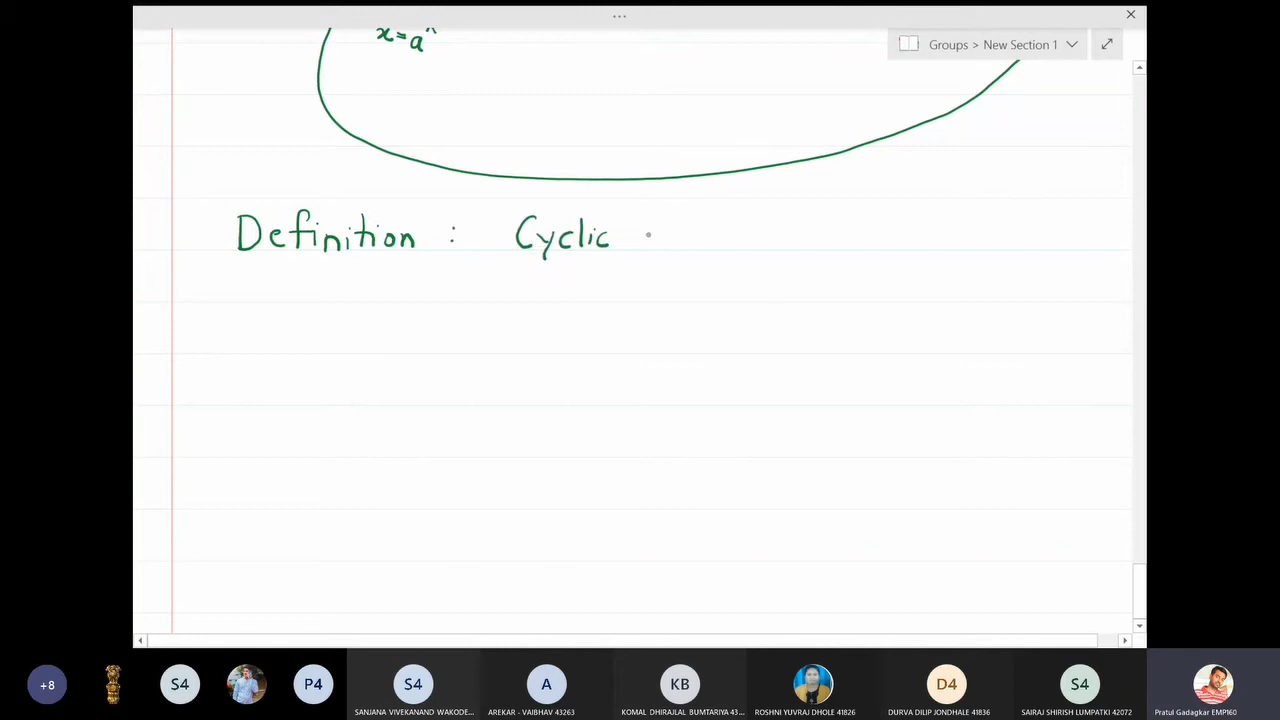 x=aⁿ
Groups > New Section 1
Definition : Cyclic
+8
S4
P4
S4
A
KB
D4
S4
SANJANA VIVEKANAND WAKODE...
AREKAR - VAIBHAV 43263
KOMAL DHIRAJLAL BUMTARIYA 43...
ROSHNI YUVRAJ DHOLE 41826
DURVA DILIP JONDHALE 41836
SAIRAJ SHIRISH LUMPATKI 42072
Pratul Gadagkar EMP160